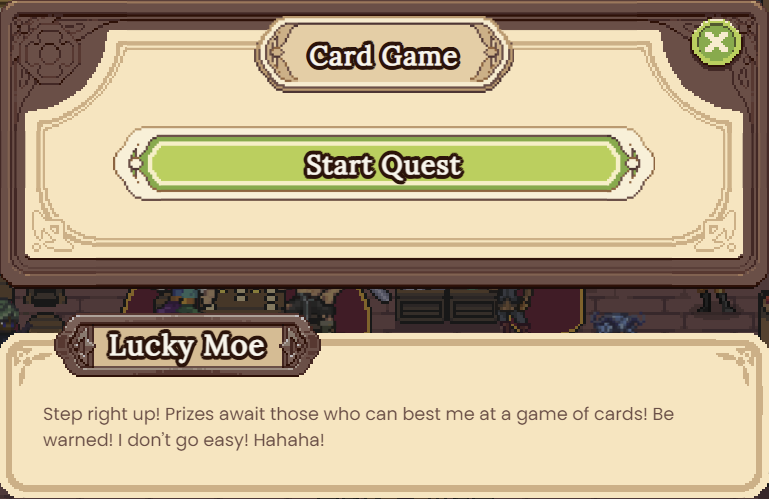 Card Game
Start Quest
Lucky Moe
Step right up! Prizes await those who can best me at a game of cards! Be
warned! I don't go easy! Hahaha!